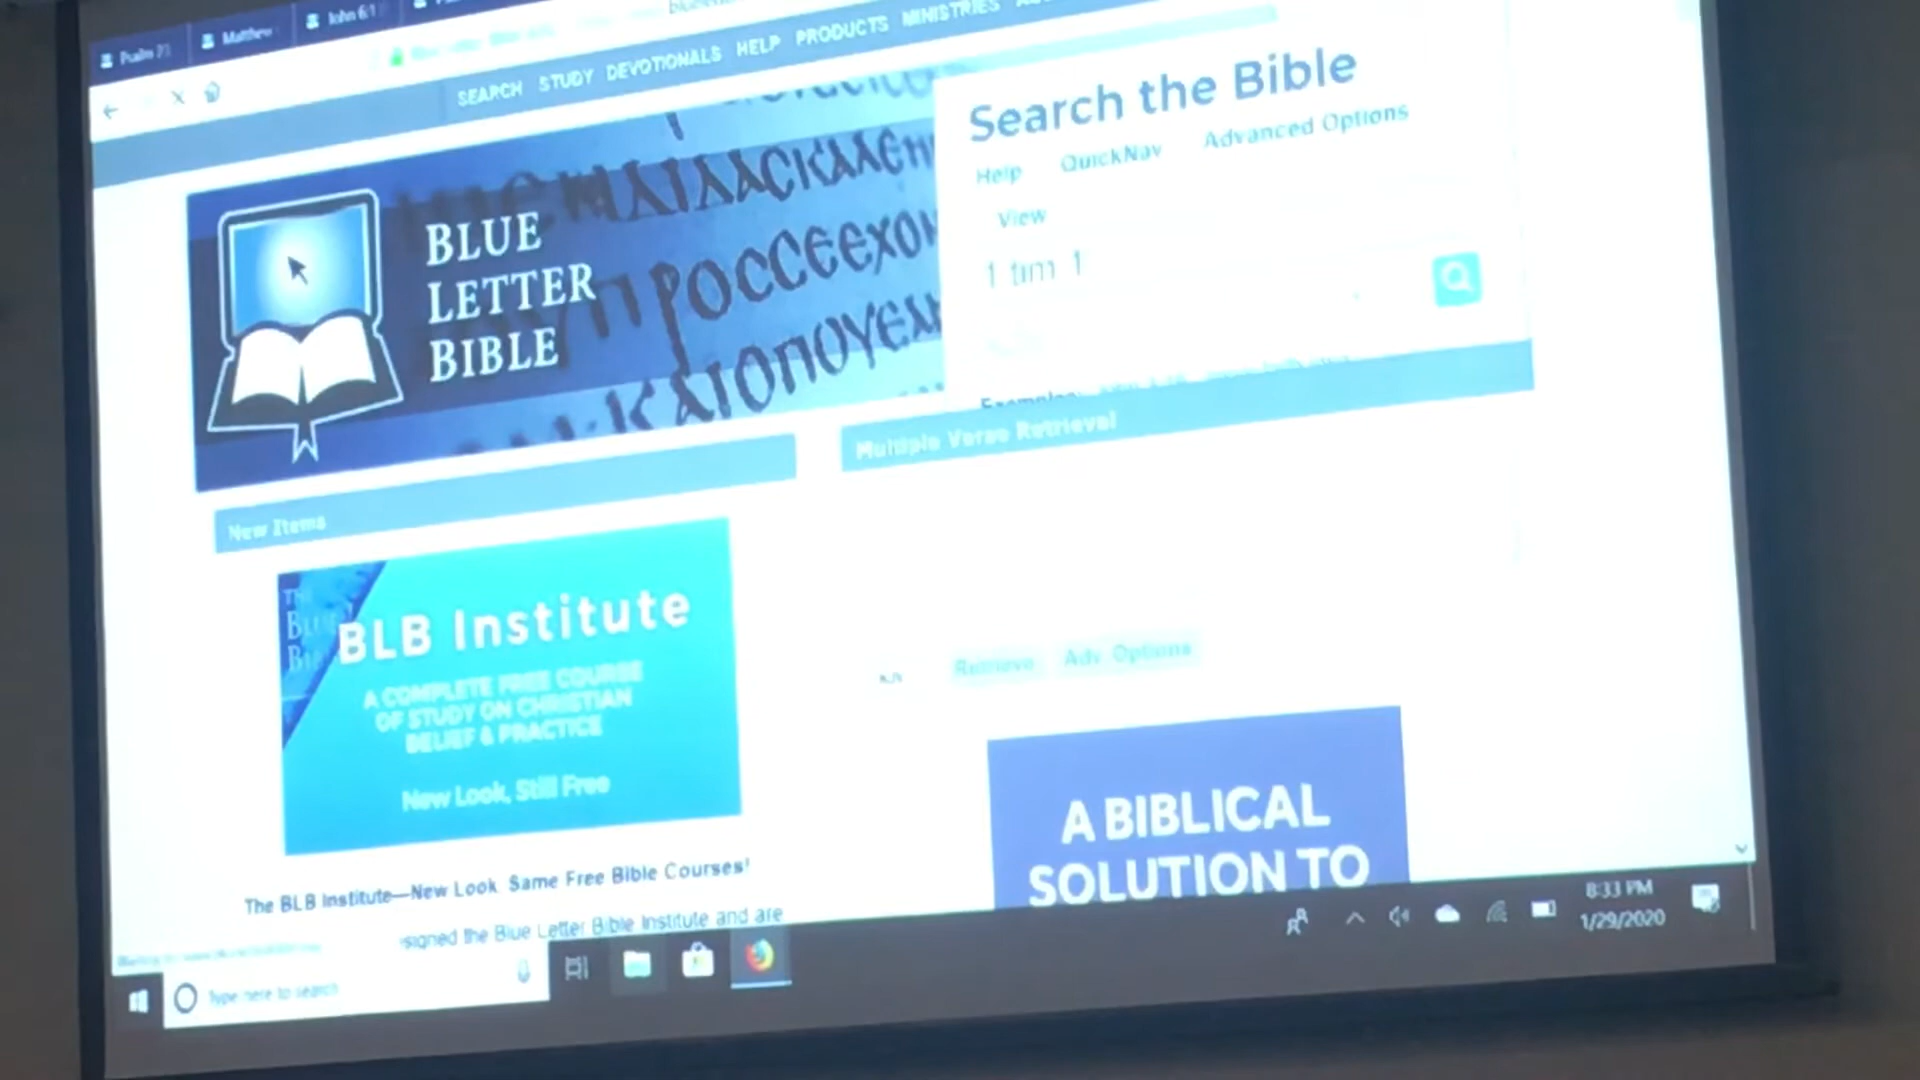 Psalm
Matthew
John 6:1
SEARCH STUDY DEVOTIONALS HELP PRODUCTS MINISTRIES
Search the Bible
Help QuickNav Advanced Options
View
1 tim 1
BLUE
LETTER
BIBLE
ΠΡΟCCEEXON
ΚΑΙΟΠΟΥΕΛ
Multiple Verse Retrieval
New Items
BLB Institute
A COMPLETE FREE COURSE
OF STUDY ON CHRISTIAN
BELIEF & PRACTICE
New Look, Still Free
Retrieve Adv. Options
The BLB Institute—New Look Same Free Bible Courses!
signed the Blue Letter Bible Institute and are
A BIBLICAL
SOLUTION TO
Type here to search
8:33 PM
1/29/2020